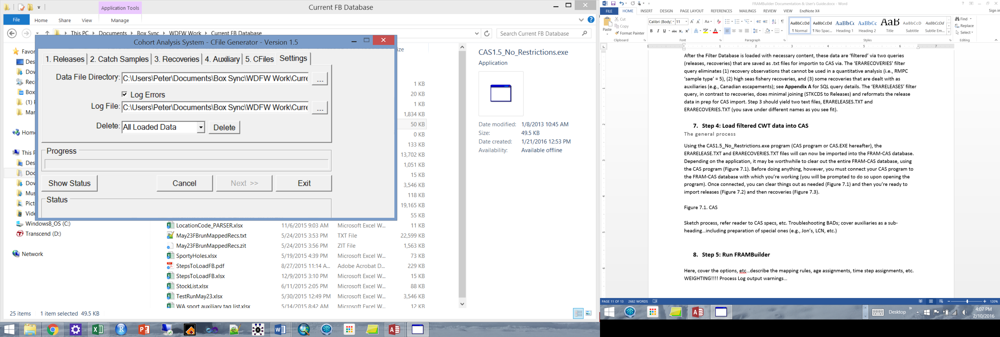 Application Tools
Current FB Database
File
Home
Share
View
Manage
This PC
Documents
Box Sync
WDFW Work
Current FB Database
Search Current FB Database
Cohort Analysis System - CFile Generator - Version 1.5
1. Releases
2. Catch Samples
3. Recoveries
4. Auxiliary
5. CFiles
Settings
Data File Directory:
C:\Users\Peter\Documents\Box Sync\WDFW Work\Curre
...
Log Errors
Log File:
C:\Users\Peter\Documents\Box Sync\WDFW Work\Curre
...
Delete:
All Loaded Data
Delete
Progress
Show Status
Cancel
Next >>
Exit
Status
Favor
Des
Dov
Rec
Box
(1) F
Mar
Home
This P
Des
Doc
Dov
Mus
Pict
Vide
Windows8_OS (C:)
Transcend (D:)
Network
ize
1 KB
20 KB
1 KB
1,834 KB
50 KB
0 KB
133 KB
13,702 KB
1,051 KB
15 KB
3,546 KB
118 KB
19,165 KB
55 KB
LocationCode_PARSER.xlsx 11/6/2015 9:03 AM Microsoft Excel W... 11 KB
May23FBrunMappedRecs.txt 5/24/2015 3:53 PM TXT File 22,599 KB
May23FBrunMappedRecs.zit 5/24/2015 3:56 PM ZIT File 1,563 KB
SportyHoles.xlsx 5/19/2015 4:39 PM Microsoft Excel W... 73 KB
StepsToLoadFB.pdf 8/27/2015 11:14 A... Adobe Acrobat D... 229 KB
StepsToLoadFB.xlsx 12/9/2015 3:10 PM Microsoft Excel W... 15 KB
StockList.xlsx 6/11/2015 2:05 PM Microsoft Excel W... 88 KB
TestRunMay23.xlsx 5/30/2015 12:49 PM Microsoft Excel W... 3,546 KB
WA sport auxiliary tag list.xlsx 5/14/2015 8:42 AM Microsoft Excel W... 12 KB
CAS1.5_No_Restrictions.exe
Application
Date modified: 1/8/2013 10:45 AM
Size: 49.5 KB
Date created: 1/21/2016 12:53 PM
Availability: Available offline
25 items 1 item selected 49.5 KB
FRAMBuilder Documentation & User's Guide.docx - Word
Sign in
FILE HOME INSERT DESIGN PAGE LAYOUT REFERENCES MAILINGS REVIEW VIEW EndNote X4
Paste
Cut
Copy
Format Painter
Clipboard
Calibri (Body) 11
Font
Paragraph
AaBbCcDd AaBbCcDd AaBbCc AaBbCc AaB AaBbCcD AaBbCcDd
¶ Normal ¶ No Spac... Heading 1 Heading 2 Title Subtitle Subtle Em...
Styles
Find
Replace
Select
Editing
After the Filter Database is loaded with necessary content, these data are ‘filtered’ via two queries
(releases, recoveries) that are saved as .txt files for importin to CAS via. The ‘ERARECOVERIES’ filter
query eliminates (1) recovery observations that cannot be used in a quantitative analysis (i.e., RMPC
‘sample type’ = 5), (2) high seas fishery recoveries, and (3) some recoveries that are dealt with as
auxiliaries (e.g., Canadian escapements); see Appendix A for SQL query details. The ‘ERARELEASES’ filter
query, in contrast to recoveries, does minimal joining (STKCDS to Releases) and reformats the release
data in prep for CAS import. Step 3 should yield two text files, ERARELEASES.TXT and
ERARECOVERIES.TXT (you save under different names as you see fit).
7. Step 4: Load filtered CWT data into CAS
The general process
Using the CAS1.5_No_Restrictions.exe program (CAS program or CAS.EXE hereafter), the
ERARELEASE.TXT and ERARECOVERIES.TXT files will can now be imported into the FRAM-CAS database.
Depending on the application, it may be worthwhile to clear out the entire FRAM-CAS database, using
the CAS program (Figure 7.1). Before doing anything, however, you must connect your CAS program to
the FRAM-CAS database with which you’re working (you will be prompted to do so upon opening the
program). Once connected, you can clear things out as needed (Figure 7.1) and then you’re ready to
import releases (Figure 7.2) and then recoveries (Figure 7.3).
Figure 7.1. CAS
Sketch process, refer reader to CAS specs, etc. Troubleshooting BADs; cover auxiliaries as a sub-
heading…including preparation of special ones (e.g., Jon’s, LCN, etc.)
8. Step 5: Run FRAMBuilder
Here, cover the options, etc…describe the mapping rules, age assignments, time step assignments, etc.
WEIGHTING!!!! Process Log output warnings…
PAGE 11 OF 13 2682 WORDS
120%
Desktop
4:07 PM
2/10/2016